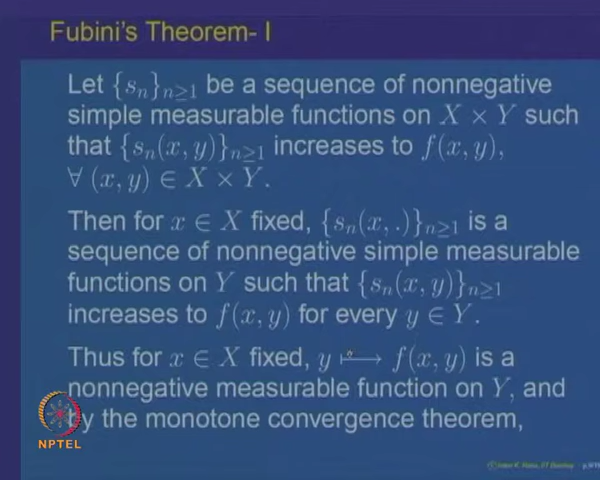 Fubini's Theorem- I
Let {s_n}_{n≥1} be a sequence of nonnegative
simple measurable functions on X × Y such
that {s_n(x, y)}_{n≥1} increases to f(x, y),
∀ (x, y) ∈ X × Y.
Then for x ∈ X fixed, {s_n(x, .)}_{n≥1} is a
sequence of nonnegative simple measurable
functions on Y such that {s_n(x, y)}_{n≥1}
increases to f(x, y) for every y ∈ Y.
Thus for x ∈ X fixed, y ⟼ f(x, y) is a
nonnegative measurable function on Y, and
by the monotone convergence theorem,
NPTEL